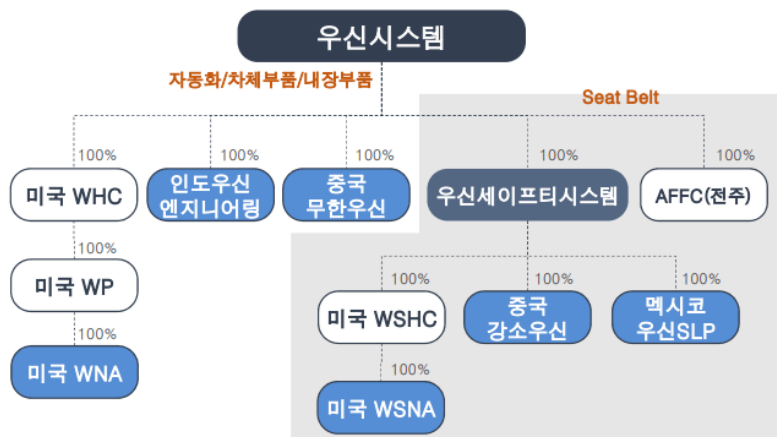 우신시스템
자동화/차체부품/내장부품
Seat Belt
100%
100%
100%
100%
100%
미국 WHC
인도우신
엔지니어링
중국
무한우신
우신세이프티시스템
AFFC(전주)
100%
100%
100%
100%
미국 WP
미국 WSHC
중국
강소우신
멕시코
우신SLP
100%
100%
미국 WNA
미국 WSNA